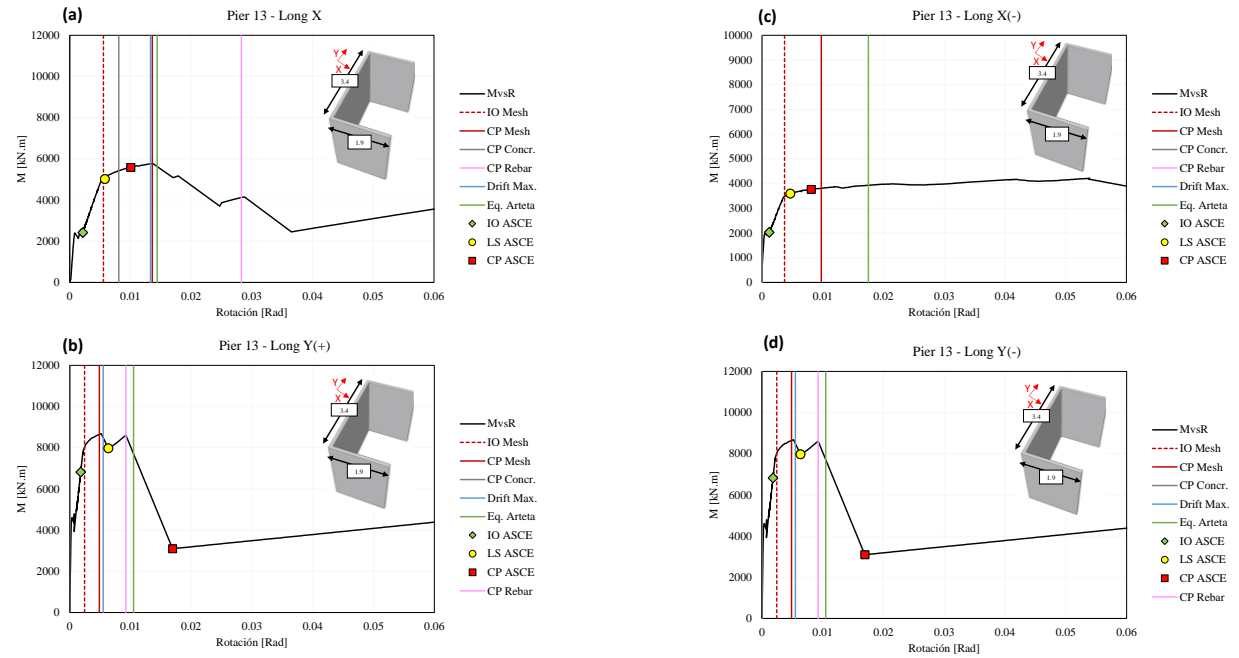 (a)
Pier 13 - Long X
12000
10000
8000
6000
4000
2000
0
0
0.01
0.02
0.03
0.04
0.05
0.06
M [kN.m]
Rotación [Rad]
Y
X
3.4
1.9
MvsR
IO Mesh
CP Mesh
CP Concr.
CP Rebar
Drift Max.
Eq. Arteta
IO ASCE
LS ASCE
CP ASCE
(c)
Pier 13 - Long X(-)
10000
9000
8000
7000
6000
5000
4000
3000
2000
1000
0
0
0.01
0.02
0.03
0.04
0.05
0.06
M [kN.m]
Rotación [Rad]
Y
X
3.4
1.9
MvsR
IO Mesh
CP Mesh
CP Concr.
Drift Max.
Eq. Arteta
IO ASCE
LS ASCE
CP ASCE
(b)
Pier 13 - Long Y(+)
12000
10000
8000
6000
4000
2000
0
0
0.01
0.02
0.03
0.04
0.05
0.06
M [kN.m]
Rotación [Rad]
Y
X
3.4
1.9
MvsR
IO Mesh
CP Mesh
CP Concr.
Drift Max.
Eq. Arteta
IO ASCE
LS ASCE
CP ASCE
CP Rebar
(d)
Pier 13 - Long Y(-)
12000
10000
8000
6000
4000
2000
0
0
0.01
0.02
0.03
0.04
0.05
0.06
M [kN.m]
Rotación [Rad]
Y
X
3.4
1.9
MvsR
IO Mesh
CP Mesh
CP Concr.
Drift Max.
Eq. Arteta
IO ASCE
LS ASCE
CP ASCE
CP Rebar